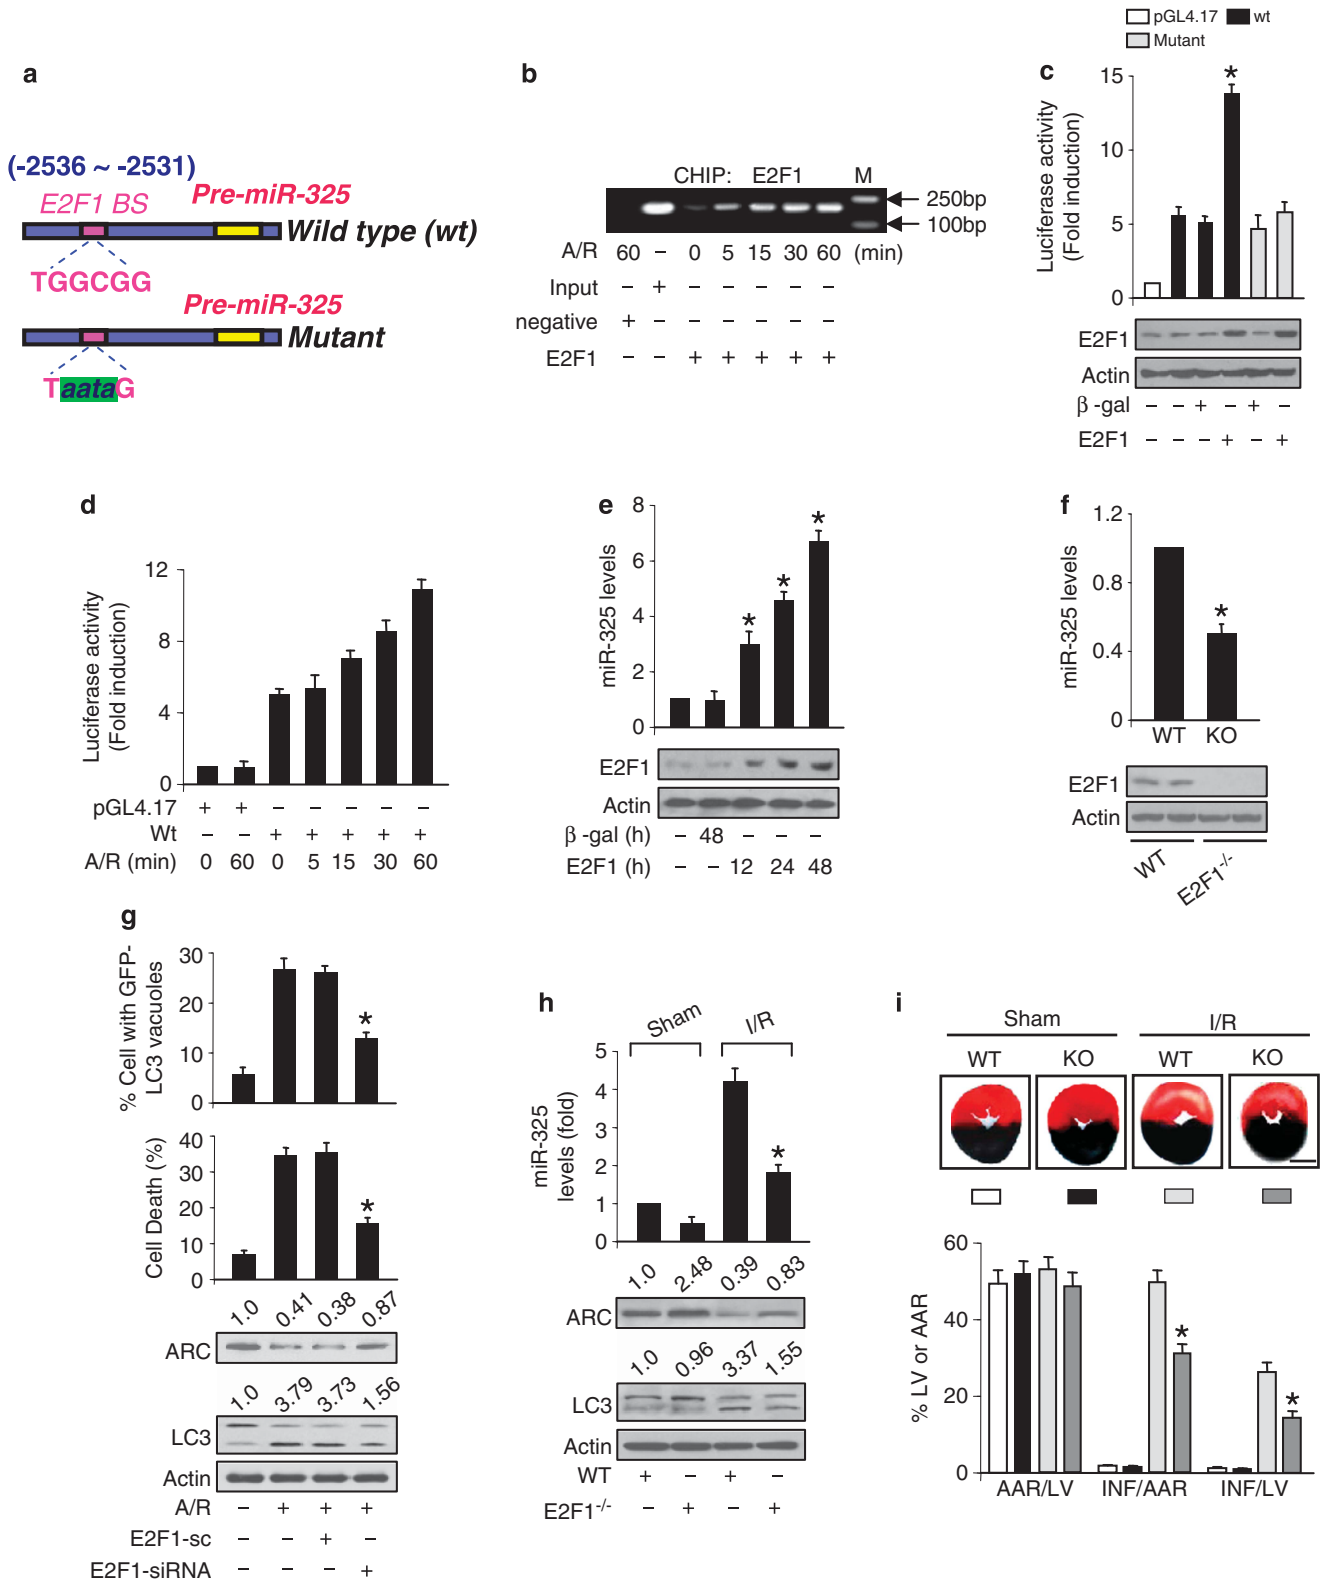 a
(-2536 ~ -2531)
E2F1 BS
Pre-miR-325
Wild type (wt)
TGGCGG
Pre-miR-325
Mutant
TaataG
b
CHIP: E2F1 M
250bp
100bp
A/R 60 – 0 5 15 30 60 (min)
Input – + – – – – –
negative + – – – – – –
E2F1 – – + + + + +
pGL4.17 wt
Mutant
c
Luciferase activity
(Fold induction)
15
10
5
0
*
E2F1
Actin
β-gal – – + – + –
E2F1 – – – + – +
d
Luciferase activity
(Fold induction)
12
8
4
0
pGL4.17 + + – – – – –
Wt – – + + + + +
A/R (min) 0 60 0 5 15 30 60
e
miR-325 levels
8
6
4
2
0
* * *
E2F1
Actin
β-gal (h) – 48 – – –
E2F1 (h) – – 12 24 48
f
miR-325 levels
1.2
0.8
0.4
0
*
WT KO
E2F1
Actin
WT E2F1-/-
g
% Cell with GFP-
LC3 vacuoles
30
20
10
0
*
Cell Death (%)
40
30
20
10
0
*
1.0 0.41 0.38 0.87
ARC
1.0 3.79 3.73 1.56
LC3
Actin
A/R – + + +
E2F1-sc – – + –
E2F1-siRNA – – – +
h
Sham I/R
miR-325
levels (fold)
5
4
3
2
1
0
*
1.0 2.48 0.39 0.83
ARC
1.0 0.96 3.37 1.55
LC3
Actin
WT + – + –
E2F1-/- – + – +
i
Sham I/R
WT KO WT KO
% LV or AAR
60
40
20
0
* *
AAR/LV INF/AAR INF/LV